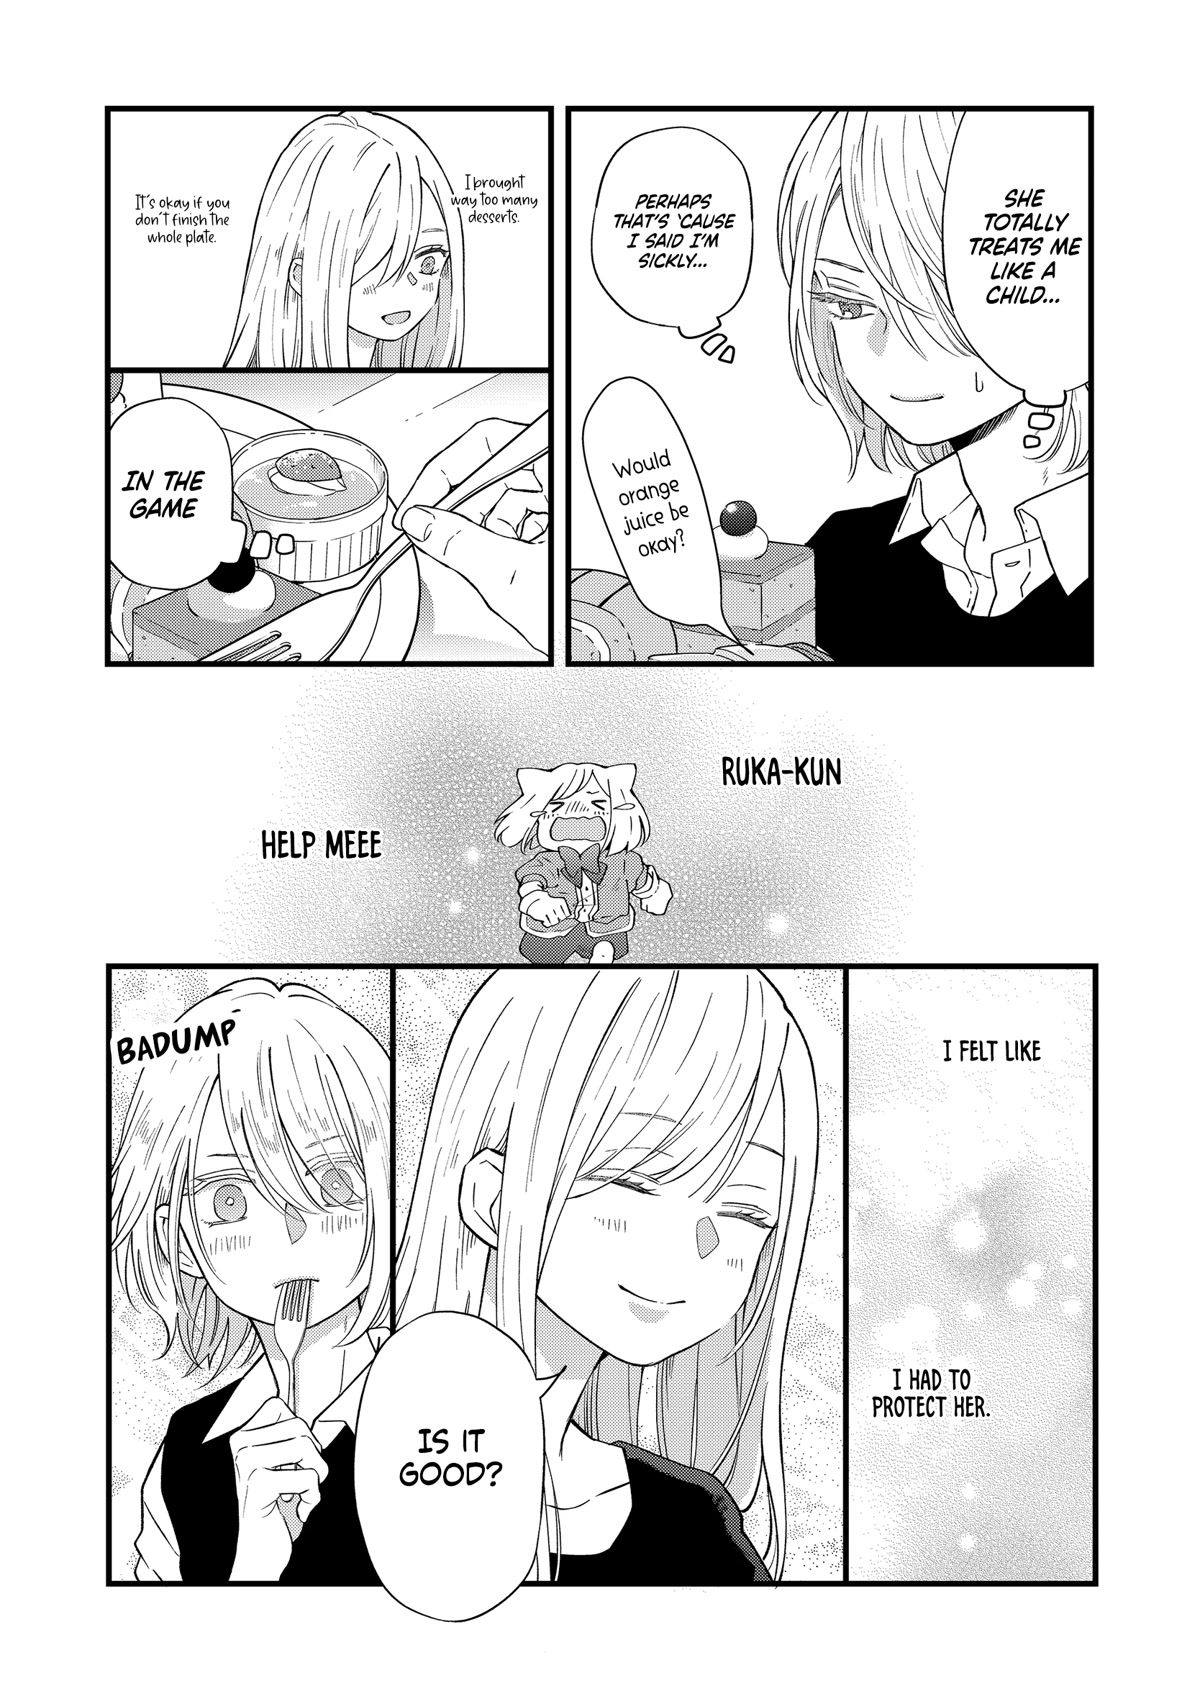 SHE
TOTALLY
TREATS ME
LIKE A
CHILD...
PERHAPS
THAT'S 'CAUSE
I SAID I'M
SICKLY...
Would
orange
juice be
okay?
I brought
way too many
desserts.
It's okay if you
don't finish the
whole plate.
IN THE
GAME
RUKA-KUN
HELP MEEE
I FELT LIKE
I HAD TO
PROTECT HER.
IS IT
GOOD?
BADUMP